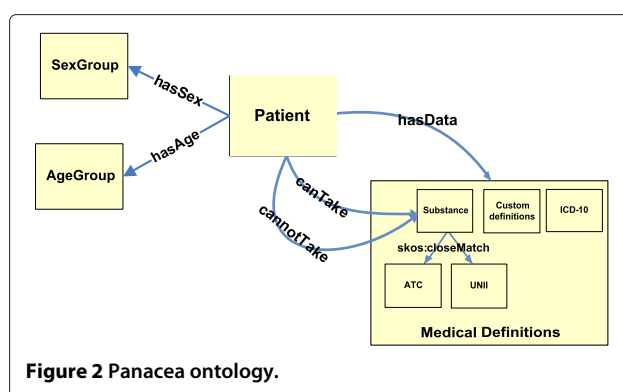 SexGroup
hasSex
Patient
hasData
hasAge
AgeGroup
canTake
cannotTake
Substance
Custom
definitions
ICD-10
skos:closeMatch
ATC
UNII
Medical Definitions
Figure 2 Panacea ontology.